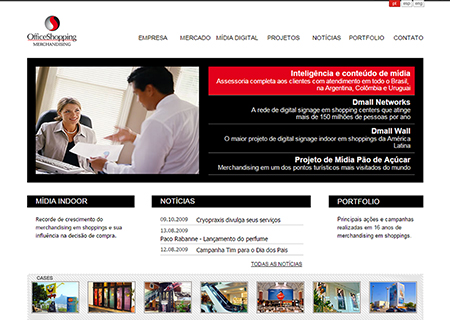 pt esp eng
OfficeShopping
MERCHANDISING
EMPRESA MERCADO MÍDIA DIGITAL PROJETOS NOTÍCIAS PORTFOLIO CONTATO
Inteligência e conteúdo de mídia
Assessoria completa aos clientes com atendimento em todo o Brasil,
na Argentina, Colômbia e Uruguai
Dmall Networks
A rede de digital signage em shopping centers que atinge
mais de 150 milhões de pessoas por ano
Dmall Wall
O maior projeto de digital signage indoor em shoppings da América
Latina
Projeto de Mídia Pão de Açúcar
Merchandising em um dos pontos turísticos mais visitados do mundo
MÍDIA INDOOR
Recorde de crescimento do
merchandising em shoppings e sua
influência na decisão de compra.
NOTÍCIAS
09.10.2009 Cryopraxis divulga seus serviços
13.08.2009
Paco Rabanne - Lançamento do perfume
12.08.2009 Campanha Tim para o Dia dos Pais
TODAS AS NOTÍCIAS
PORTFOLIO
Principais ações e campanhas
realizadas em 16 anos de
merchandising em shoppings.
CASES